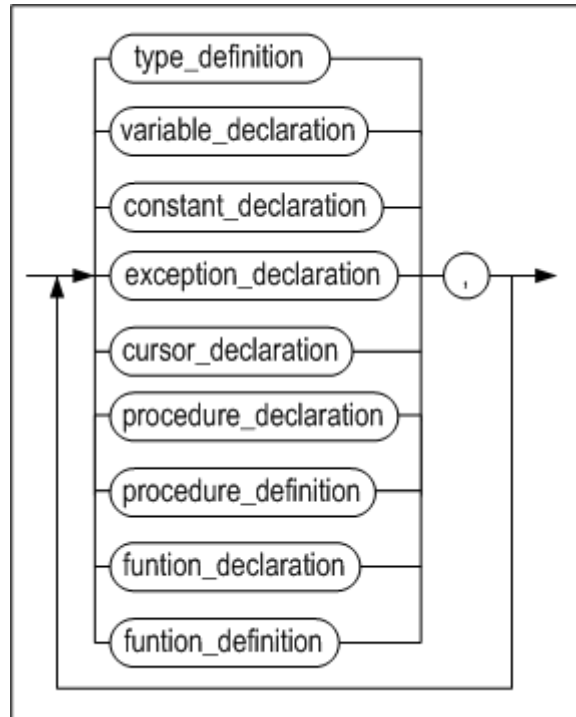 type_definition
variable_declaration
constant_declaration
exception_declaration
,
cursor_declaration
procedure_declaration
procedure_definition
funtion_declaration
funtion_definition